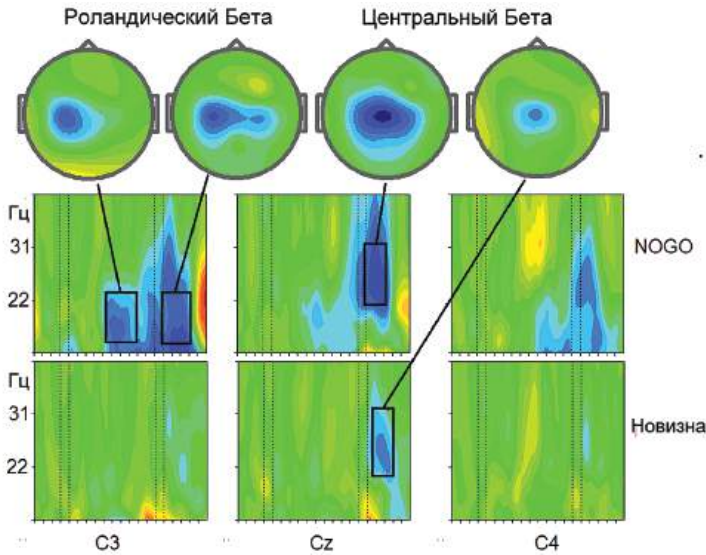 Роландический Бета Центральный Бета
Гц
31
22
NOGO
Гц
31
22
Новизна
C3 Cz C4